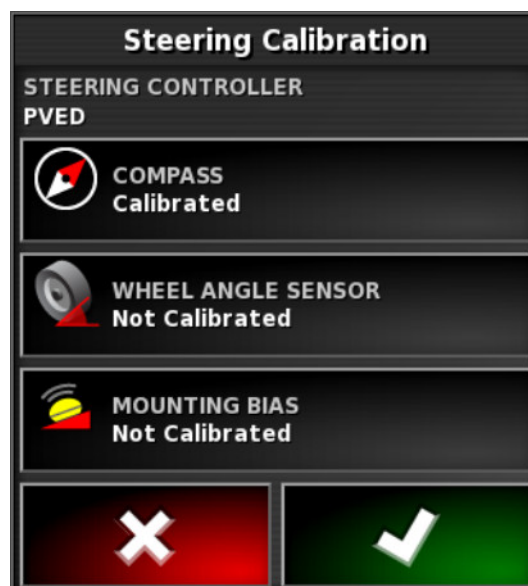 Steering Calibration
STEERING CONTROLLER
PVED
COMPASS
Calibrated
WHEEL ANGLE SENSOR
Not Calibrated
MOUNTING BIAS
Not Calibrated